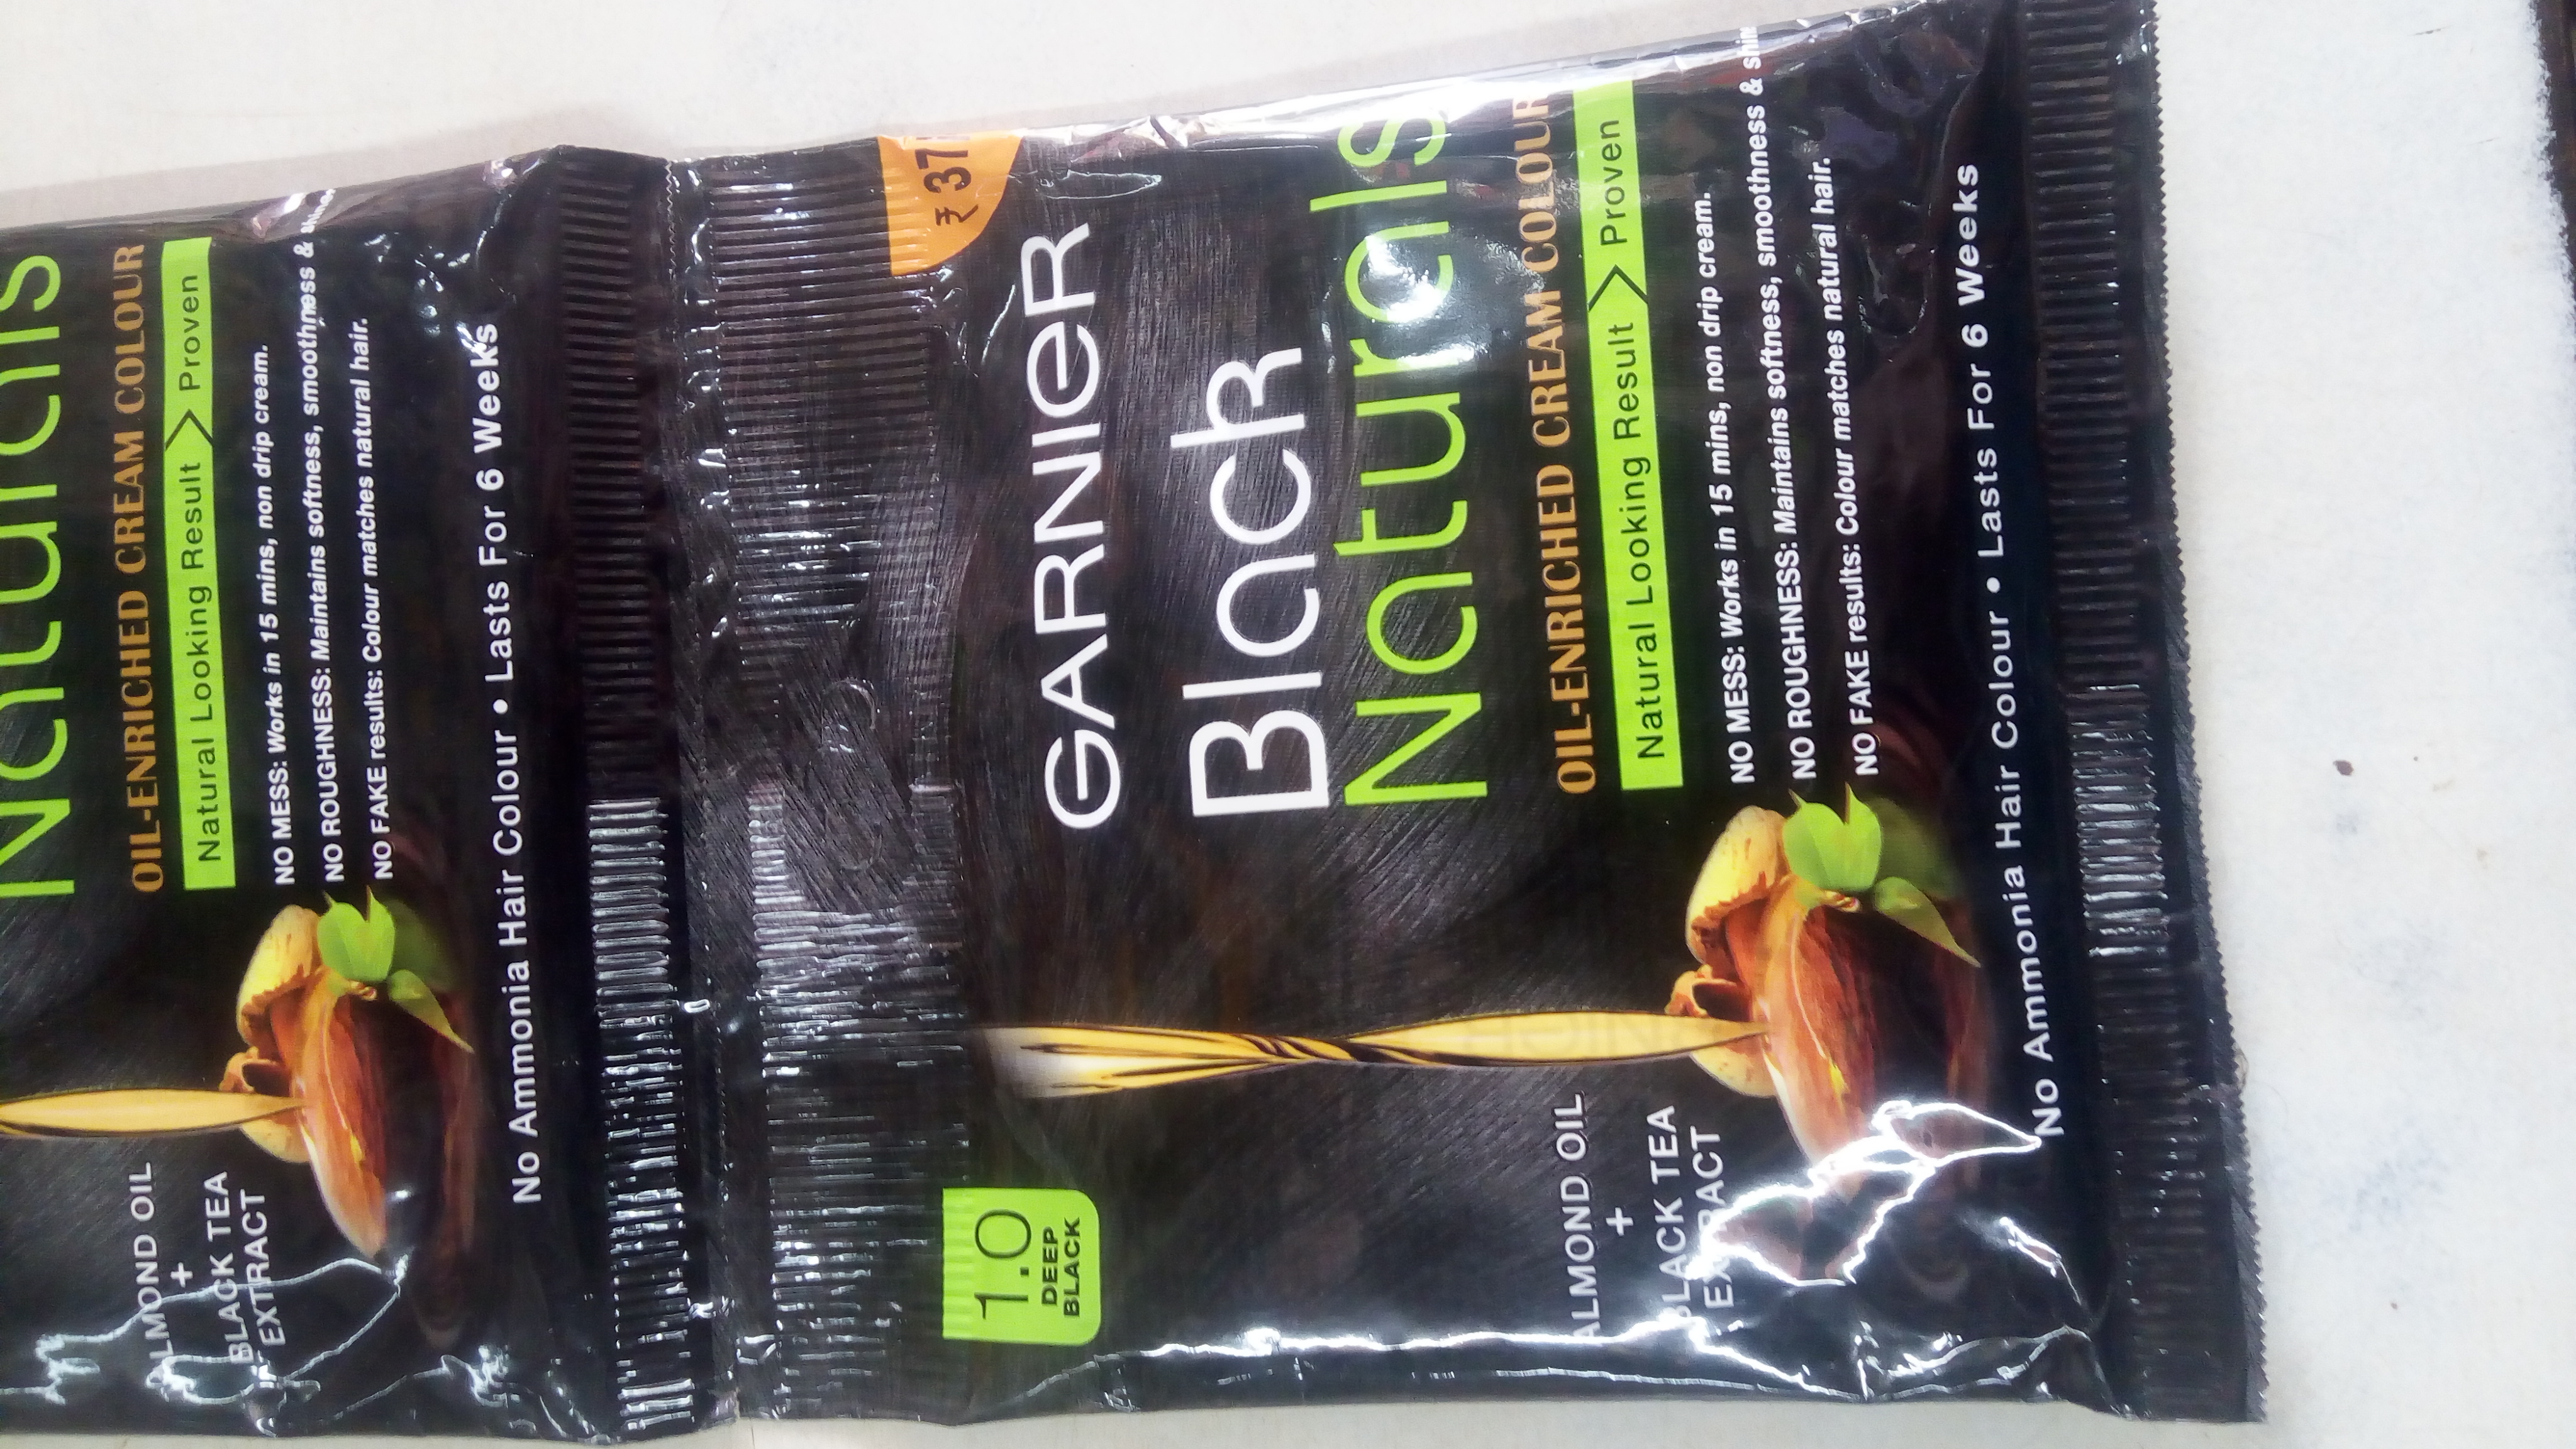 Naturals
OIL-ENRICHED CREAM COLOUR
Natural Looking Result > Proven
NO MESS: Works in 15 mins, non drip cream.
NO ROUGHNESS: Maintains softness, smoothness &
NO FAKE results: Colour matches natural hair.
ALMOND OIL
+
BLACK TEA
EXTRACT
No Ammonia Hair Colour • Lasts For 6 Weeks
₹ 37
1.0
DEEP
BLACK
GARNIER
Black
Naturals
OIL-ENRICHED CREAM COLOUR
Natural Looking Result > Proven
NO MESS: Works in 15 mins, non drip cream.
NO ROUGHNESS: Maintains softness, smoothness & shine
NO FAKE results: Colour matches natural hair.
ALMOND OIL
+
BLACK TEA
EXTRACT
No Ammonia Hair Colour • Lasts For 6 Weeks